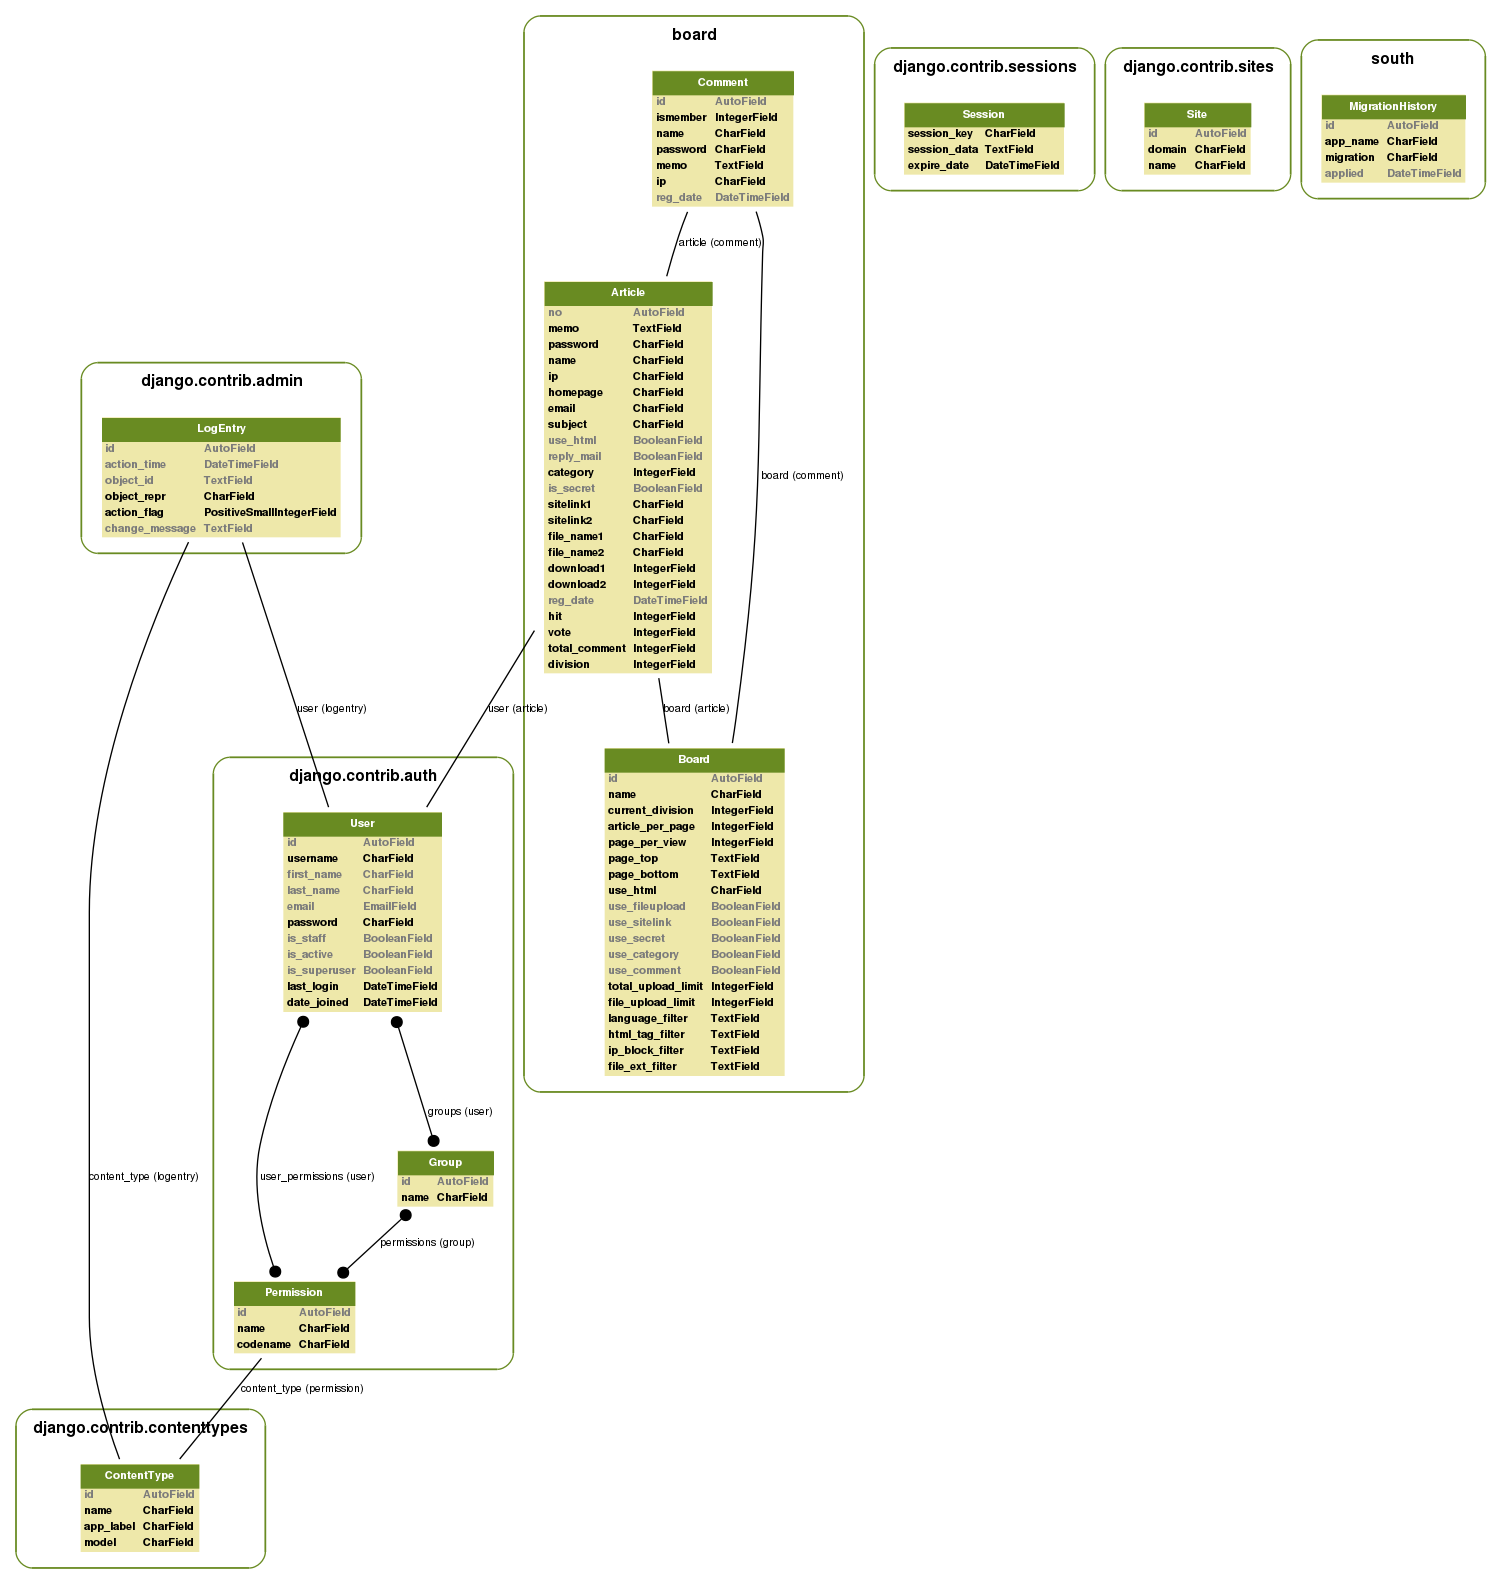 board
Comment
id AutoField
ismember IntegerField
name CharField
password CharField
memo TextField
ip CharField
reg_date DateTimeField
article (comment)
Article
no AutoField
memo TextField
password CharField
name CharField
ip CharField
homepage CharField
email CharField
subject CharField
use_html BooleanField
reply_mail BooleanField
category IntegerField
is_secret BooleanField
sitelink1 CharField
sitelink2 CharField
file_name1 CharField
file_name2 CharField
download1 IntegerField
download2 IntegerField
reg_date DateTimeField
hit IntegerField
vote IntegerField
total_comment IntegerField
division IntegerField
board (comment)
board (article)
Board
id AutoField
name CharField
current_division IntegerField
article_per_page IntegerField
page_per_view IntegerField
page_top TextField
page_bottom TextField
use_html CharField
use_fileupload BooleanField
use_sitelink BooleanField
use_secret BooleanField
use_category BooleanField
use_comment BooleanField
total_upload_limit IntegerField
file_upload_limit IntegerField
language_filter TextField
html_tag_filter TextField
ip_block_filter TextField
file_ext_filter TextField
django.contrib.sessions
Session
session_key CharField
session_data TextField
expire_date DateTimeField
django.contrib.sites
Site
id AutoField
domain CharField
name CharField
south
MigrationHistory
id AutoField
app_name CharField
migration CharField
applied DateTimeField
django.contrib.admin
LogEntry
id AutoField
action_time DateTimeField
object_id TextField
object_repr CharField
action_flag PositiveSmallIntegerField
change_message TextField
user (logentry)
user (article)
django.contrib.auth
User
id AutoField
username CharField
first_name CharField
last_name CharField
email EmailField
password CharField
is_staff BooleanField
is_active BooleanField
is_superuser BooleanField
last_login DateTimeField
date_joined DateTimeField
groups (user)
Group
id AutoField
name CharField
content_type (logentry)
user_permissions (user)
permissions (group)
Permission
id AutoField
name CharField
codename CharField
content_type (permission)
django.contrib.contenttypes
ContentType
id AutoField
name CharField
app_label CharField
model CharField